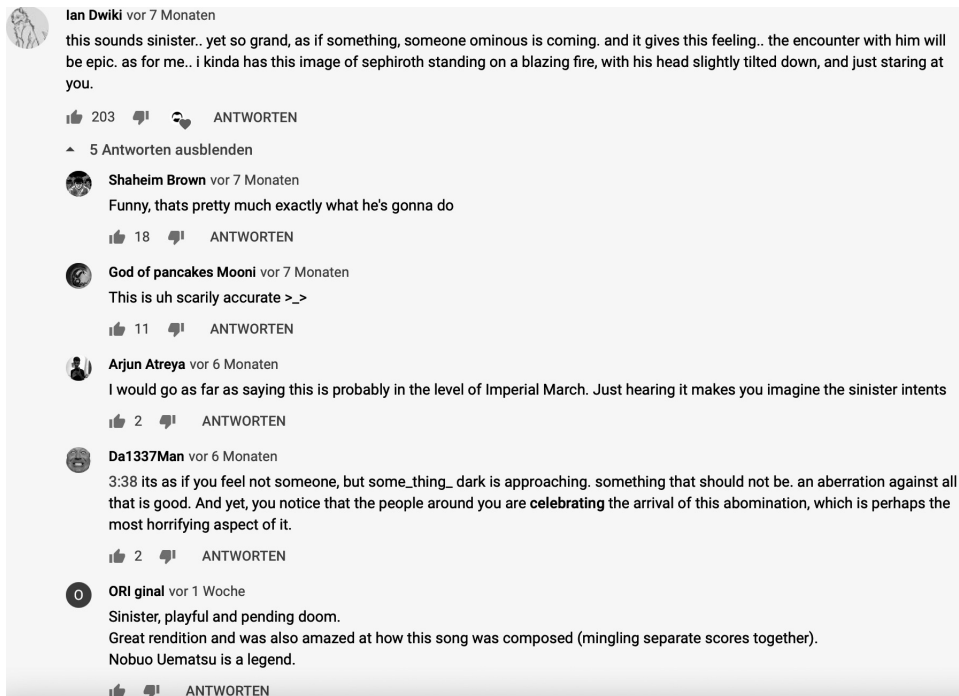 Ian Dwiki vor 7 Monaten
this sounds sinister.. yet so grand, as if something, someone ominous is coming. and it gives this feeling.. the encounter with him will
be epic. as for me.. i kinda has this image of sephiroth standing on a blazing fire, with his head slightly tilted down, and just staring at
you.
203 ANTWORTEN
5 Antworten ausblenden
Shaheim Brown vor 7 Monaten
Funny, thats pretty much exactly what he's gonna do
18 ANTWORTEN
God of pancakes Mooni vor 7 Monaten
This is uh scarily accurate >_>
11 ANTWORTEN
Arjun Atreya vor 6 Monaten
I would go as far as saying this is probably in the level of Imperial March. Just hearing it makes you imagine the sinister intents
2 ANTWORTEN
Da1337Man vor 6 Monaten
3:38 its as if you feel not someone, but some_thing_ dark is approaching. something that should not be. an aberration against all
that is good. And yet, you notice that the people around you are celebrating the arrival of this abomination, which is perhaps the
most horrifying aspect of it.
2 ANTWORTEN
O
ORI ginal vor 1 Woche
Sinister, playful and pending doom.
Great rendition and was also amazed at how this song was composed (mingling separate scores together).
Nobuo Uematsu is a legend.
ANTWORTEN